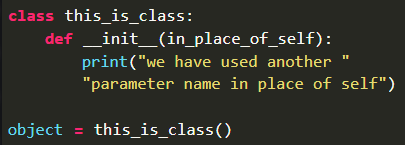 class this_is_class:
    def __init__(in_place_of_self):
        print("we have used another "
        "parameter name in place of self")

object = this_is_class()